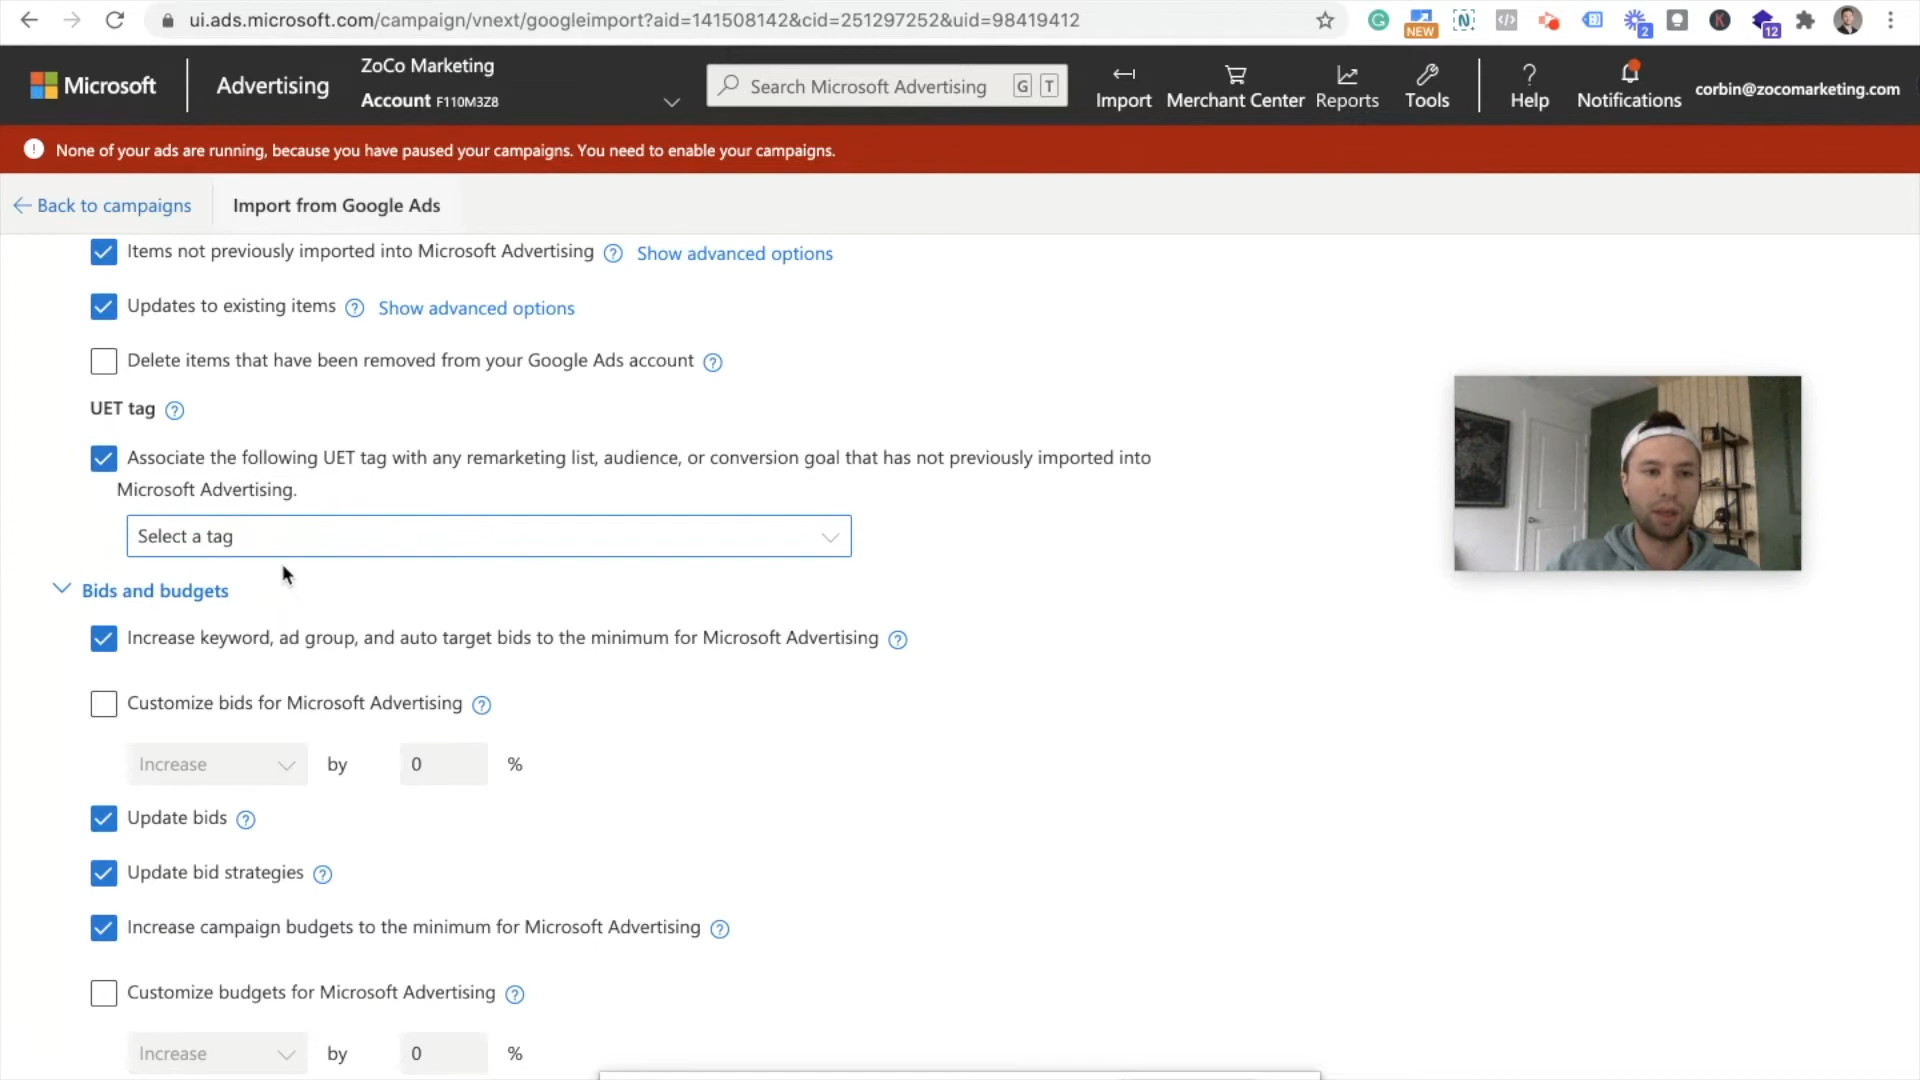 ui.ads.microsoft.com/campaign/vnext/googleimport?aid=141508142&cid=251297252&uid=98419412
NEW
2
12
Microsoft
Advertising
ZoCo Marketing
Account F110M3Z8
Search Microsoft Advertising
G
T
Import
Merchant Center
Reports
Tools
Help
Notifications
corbin@zocomarketing.com
None of your ads are running, because you have paused your campaigns. You need to enable your campaigns.
Back to campaigns
Import from Google Ads
Items not previously imported into Microsoft Advertising
Show advanced options
Updates to existing items
Show advanced options
Delete items that have been removed from your Google Ads account
UET tag
Associate the following UET tag with any remarketing list, audience, or conversion goal that has not previously imported into
Microsoft Advertising.
Select a tag
Bids and budgets
Increase keyword, ad group, and auto target bids to the minimum for Microsoft Advertising
Customize bids for Microsoft Advertising
Increase by 0 %
Update bids
Update bid strategies
Increase campaign budgets to the minimum for Microsoft Advertising
Customize budgets for Microsoft Advertising
Increase by 0 %